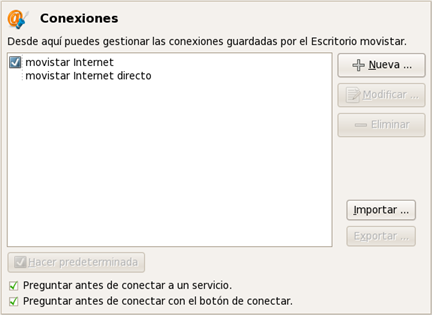 Conexiones
Desde aquí puedes gestionar las conexiones guardadas por el Escritorio movistar.
movistar Internet
movistar Internet directo
Nueva ...
Modificar ...
Eliminar
Importar ...
Exportar ...
Hacer predeterminada
Preguntar antes de conectar a un servicio.
Preguntar antes de conectar con el botón de conectar.